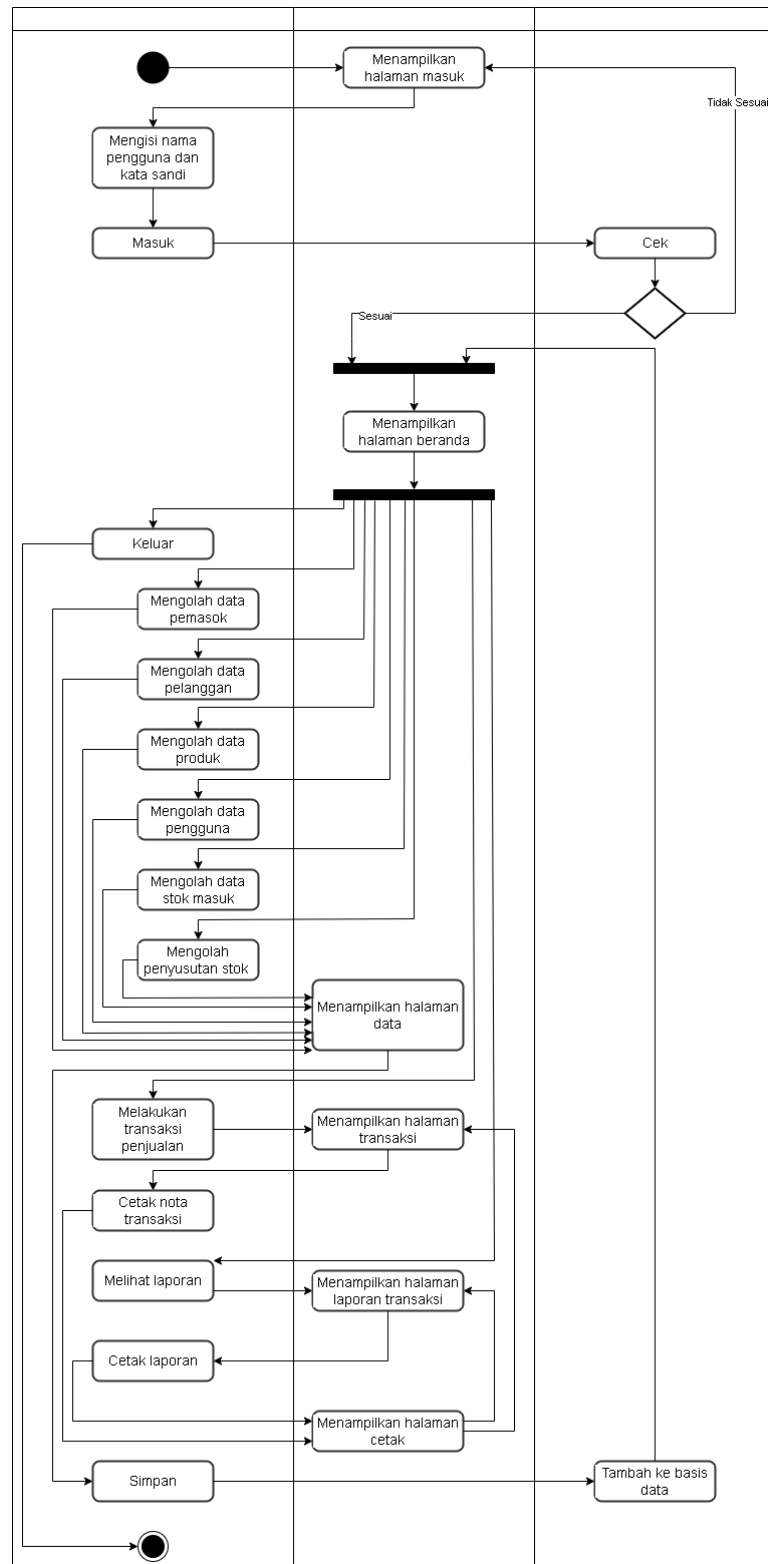 Menampilkan
halaman masuk
Tidak Sesuai
Mengisi nama
pengguna dan
kata sandi
Masuk
Cek
Sesuai
Menampilkan
halaman beranda
Keluar
Mengolah data
pemasok
Mengolah data
pelanggan
Mengolah data
produk
Mengolah data
pengguna
Mengolah data
stok masuk
Mengolah
penyusutan stok
Menampilkan halaman
data
Melakukan
transaksi
penjualan
Menampilkan halaman
transaksi
Cetak nota
transaksi
Melihat laporan
Menampilkan halaman
laporan transaksi
Cetak laporan
Menampilkan halaman
cetak
Simpan
Tambah ke basis
data